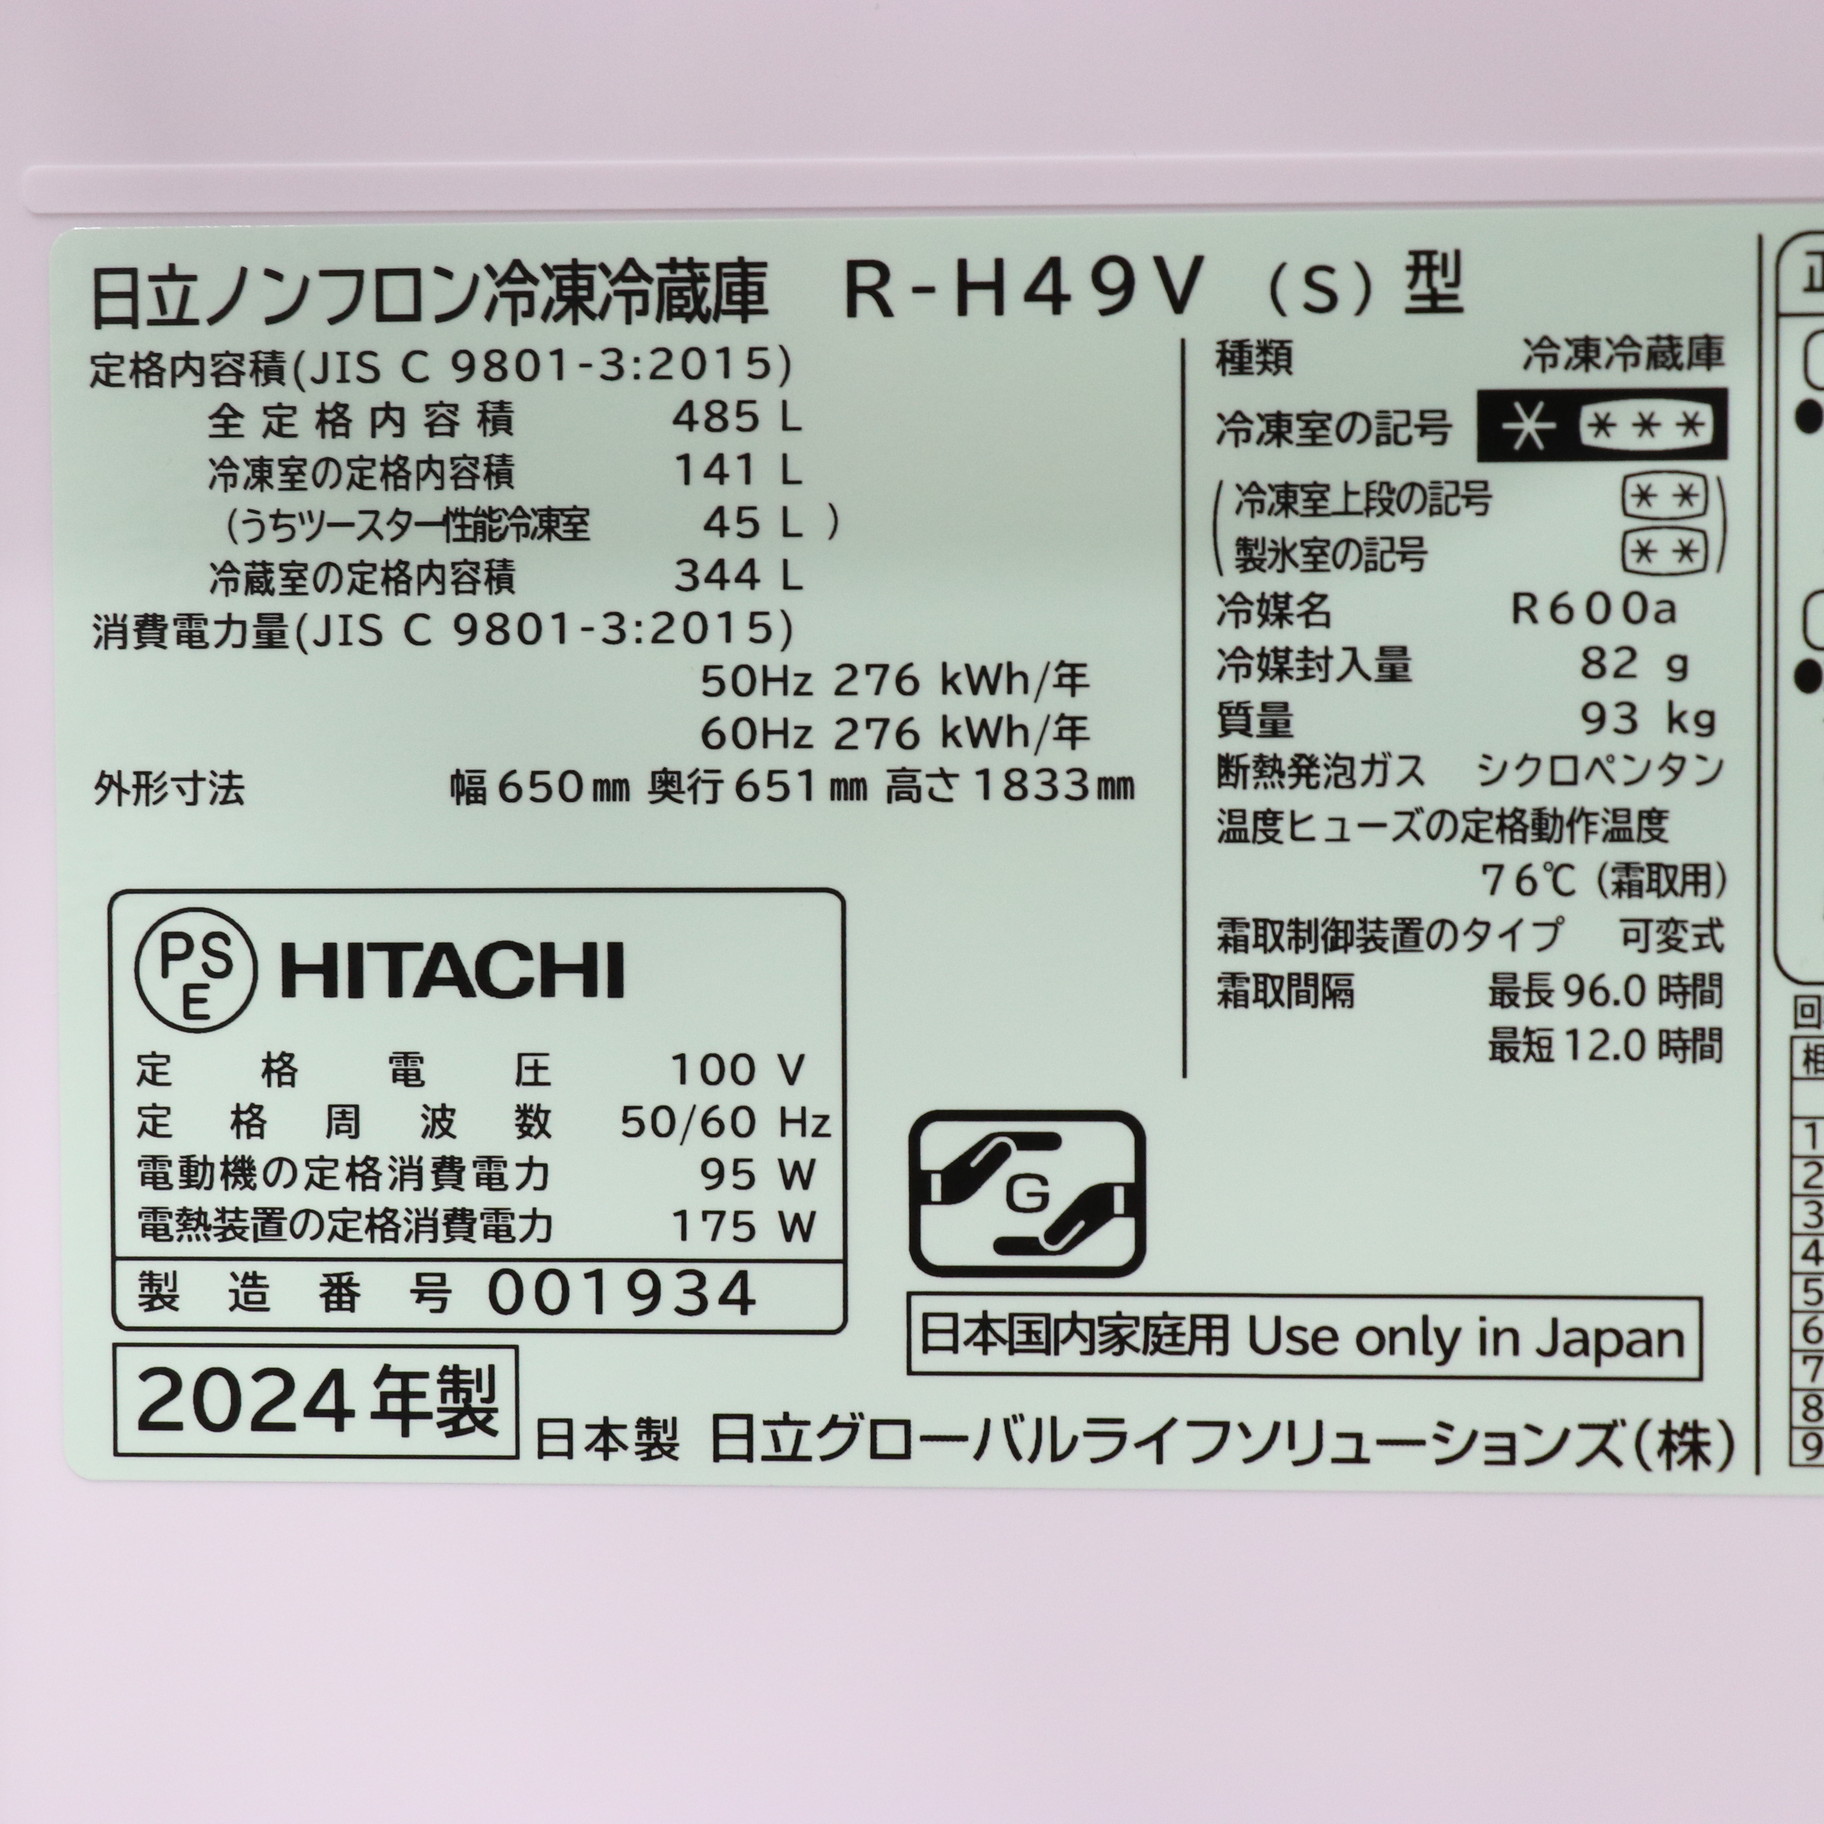 日立ノンフロン冷凍冷蔵庫 R-H49V (S) 型
定格内容積(JIS C 9801-3:2015)
全定格内容積 485 L
冷凍室の定格内容積 141 L
(うちツースター性能冷凍室 45 L )
冷蔵室の定格内容積 344 L
消費電力量(JIS C 9801-3:2015)
50Hz 276 kWh/年
60Hz 276 kWh/年
外形寸法 幅650㎜ 奥行651㎜ 高さ1833㎜
PSE HITACHI
定格電圧 100 V
定格周波数 50/60 Hz
電動機の定格消費電力 95 W
電熱装置の定格消費電力 175 W
製造番号 001934
2024年製
種類 冷凍冷蔵庫
冷凍室の記号 * ***
(冷凍室上段の記号 **
製氷室の記号 **)
冷媒名 R600a
冷媒封入量 82 g
質量 93 kg
断熱発泡ガス シクロペンタン
温度ヒューズの定格動作温度
76℃ (霜取用)
霜取制御装置のタイプ 可変式
霜取間隔 最長 96.0 時間
最短 12.0 時間
G
日本国内家庭用 Use only in Japan
日本製 日立グローバルライフソリューションズ(株)
回
相
1
2
3
4
5
6
7
8
9